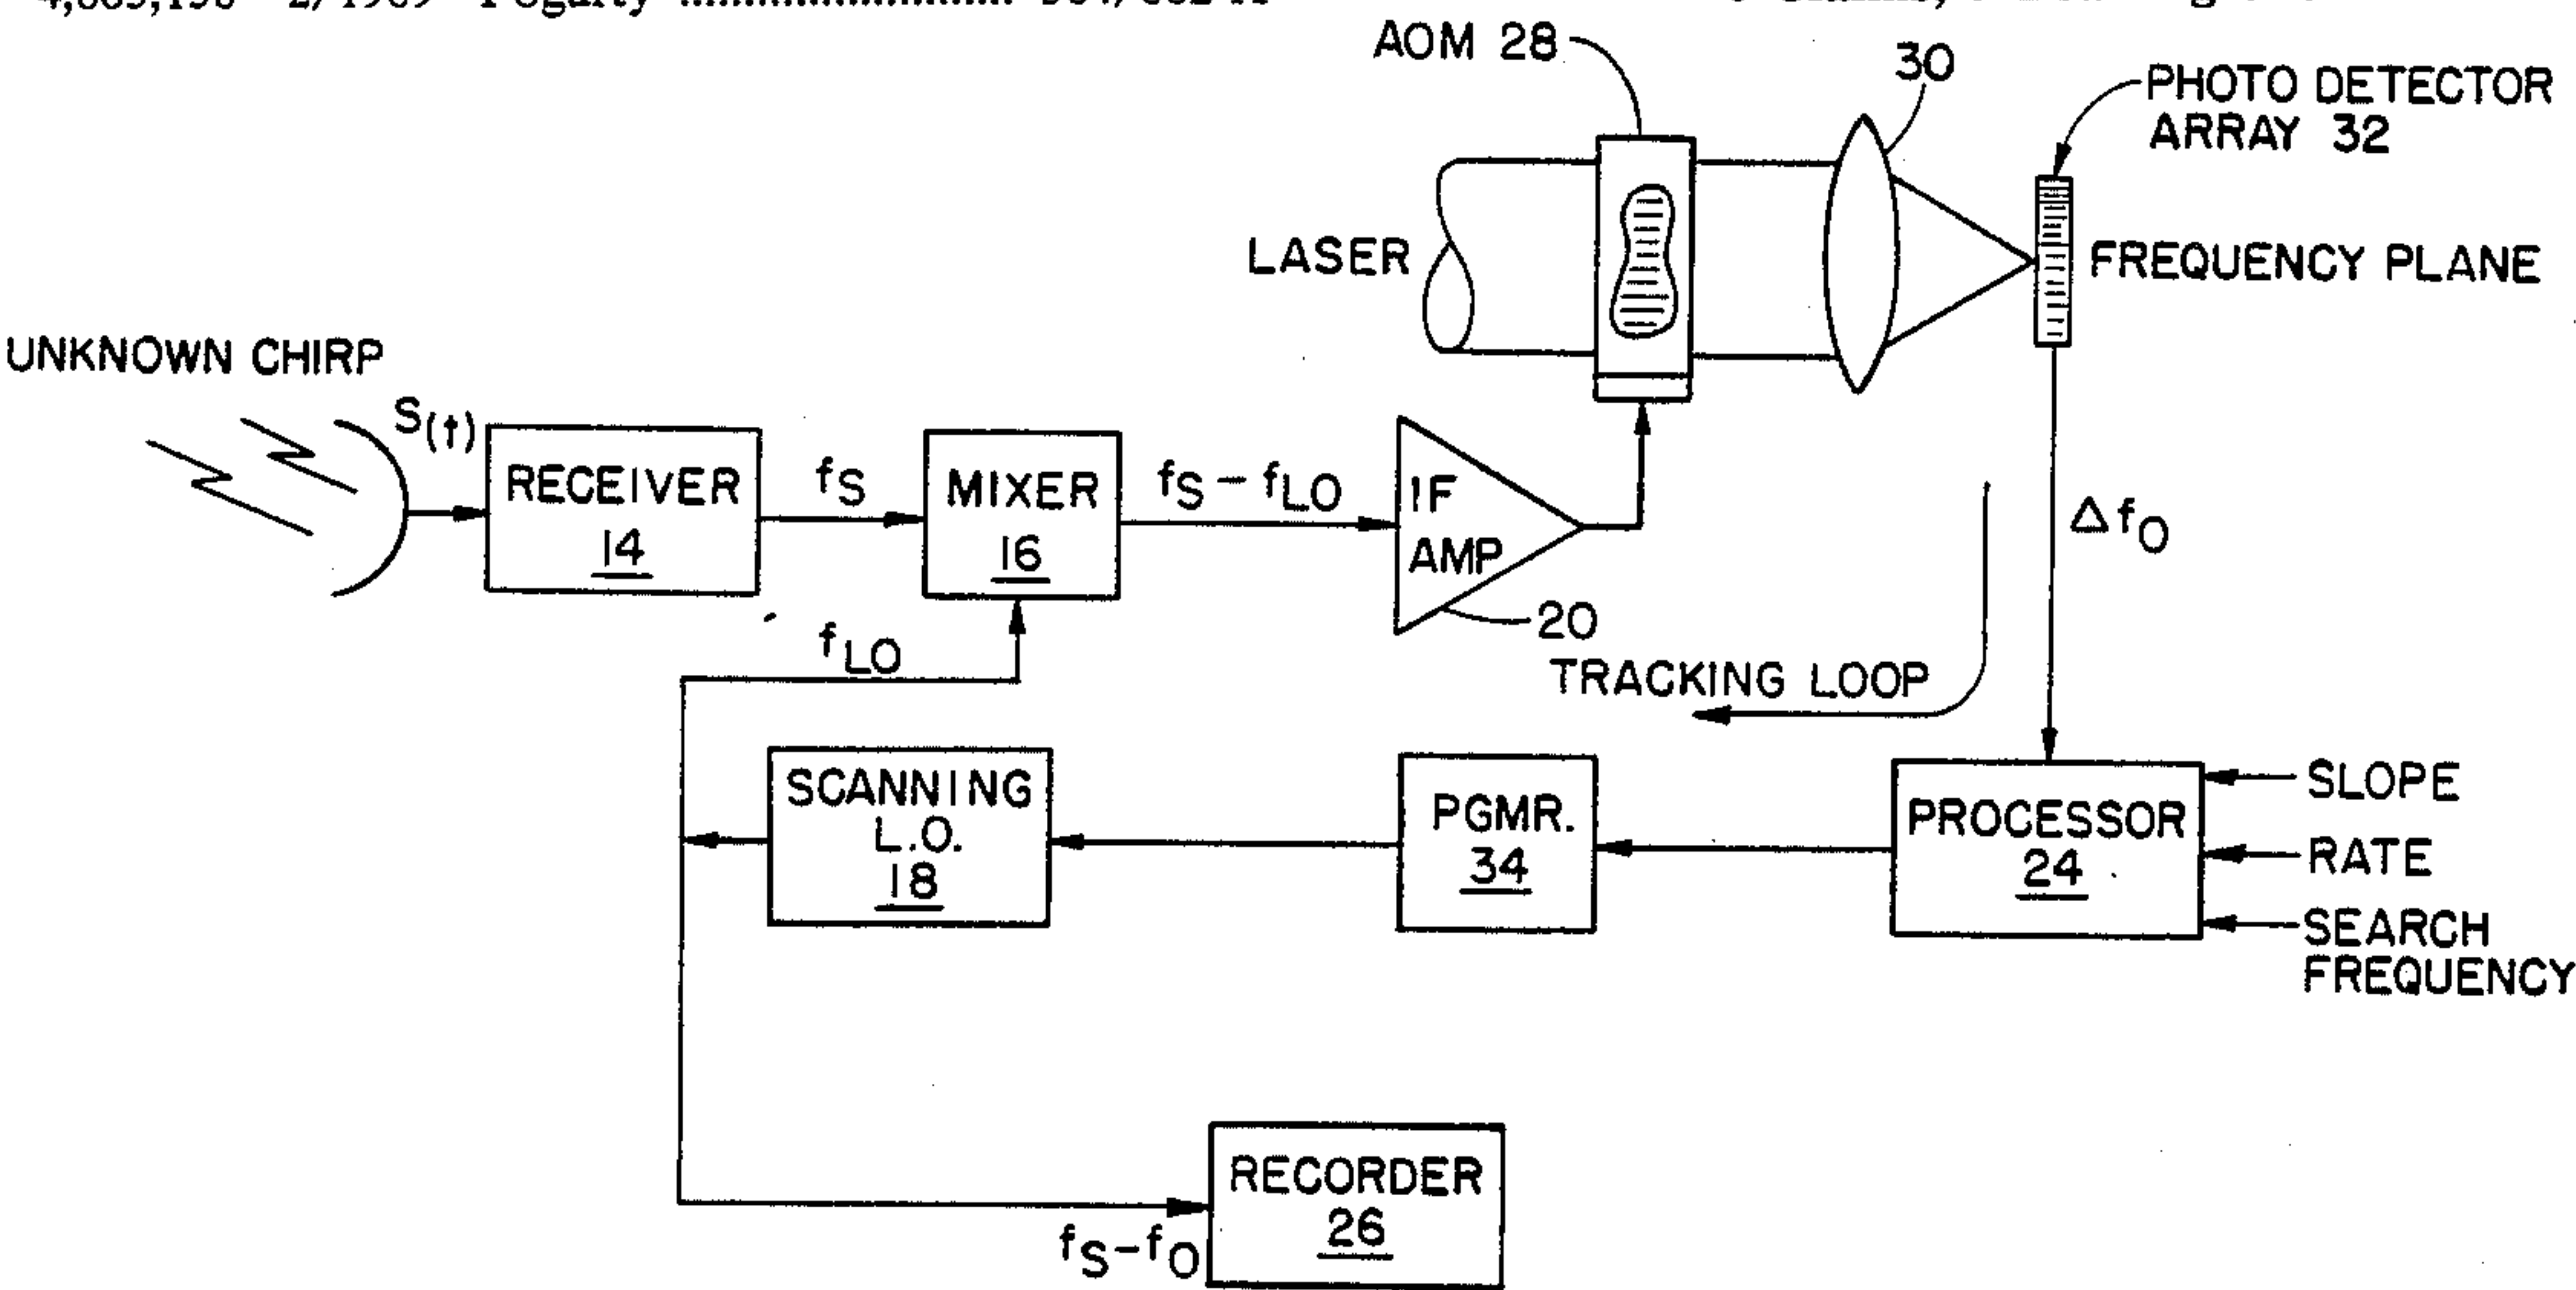 AOM 28
30
PHOTO DETECTOR
ARRAY 32
LASER
FREQUENCY PLANE
UNKNOWN CHIRP
S(t)
RECEIVER
14
fS
MIXER
16
fS - fLO
IF
AMP
20
ΔfO
fLO
TRACKING LOOP
SCANNING
L.O.
18
PGMR.
34
PROCESSOR
24
SLOPE
RATE
SEARCH
FREQUENCY
RECORDER
26
fS-fO